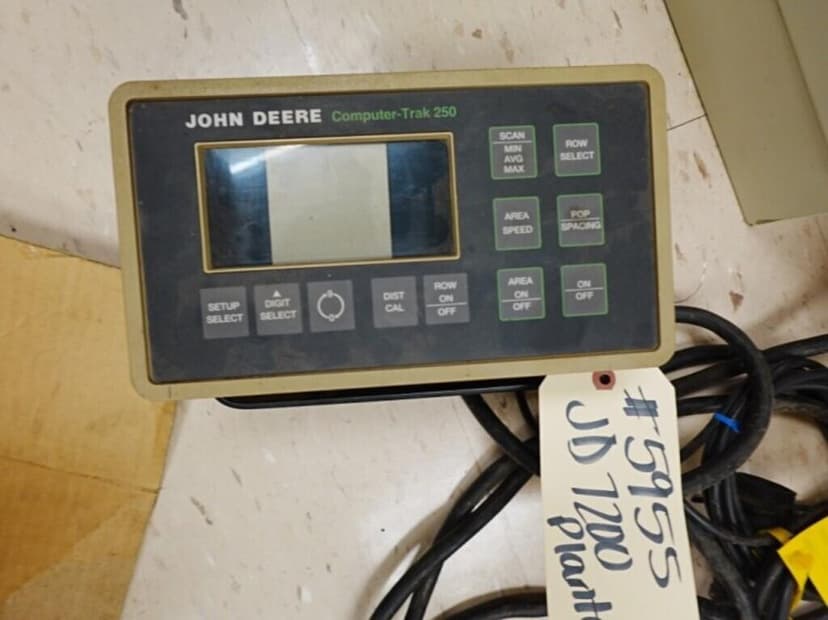 JOHN DEERE Computer-Trak 250
SCAN
MIN
AVG
MAX
ROW
SELECT
AREA
SPEED
POP
SPACING
SETUP
SELECT
▲
DIGIT
SELECT
DIST
CAL
ROW
ON
OFF
AREA
ON
OFF
ON
OFF
#5955
JD 7200